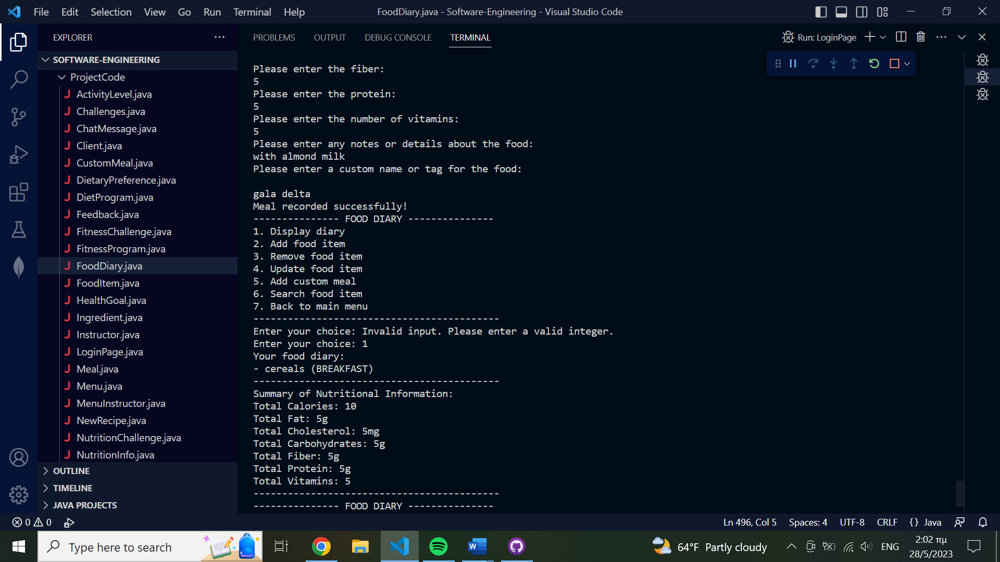 File Edit Selection View Go Run Terminal Help
FoodDiary.java - Software-Engineering - Visual Studio Code
EXPLORER
SOFTWARE-ENGINEERING
ProjectCode
ActivityLevel.java
Challenges.java
ChatMessage.java
Client.java
CustomMeal.java
DietaryPreference.java
DietProgram.java
Feedback.java
FitnessChallenge.java
FitnessProgram.java
FoodDiary.java
FoodItem.java
HealthGoal.java
Ingredient.java
Instructor.java
LoginPage.java
Meal.java
Menu.java
MenuInstructor.java
NewRecipe.java
NutritionChallenge.java
NutritionInfo.java
OUTLINE
TIMELINE
JAVA PROJECTS
PROBLEMS OUTPUT DEBUG CONSOLE TERMINAL
Run: LoginPage
Please enter the fiber:
5
Please enter the protein:
5
Please enter the number of vitamins:
5
Please enter any notes or details about the food:
with almond milk
Please enter a custom name or tag for the food:
gala delta
Meal recorded successfully!
--------------- FOOD DIARY ---------------
1. Display diary
2. Add food item
3. Remove food item
4. Update food item
5. Add custom meal
6. Search food item
7. Back to main menu
-------------------------------------------
Enter your choice: Invalid input. Please enter a valid integer.
Enter your choice: 1
Your food diary:
- cereals (BREAKFAST)
-------------------------------------------
Summary of Nutritional Information:
Total Calories: 10
Total Fat: 5g
Total Cholesterol: 5mg
Total Carbohydrates: 5g
Total Fiber: 5g
Total Protein: 5g
Total Vitamins: 5
-------------------------------------------
--------------- FOOD DIARY ---------------
0 0
Ln 496, Col 5 Spaces: 4 UTF-8 CRLF {} Java
Type here to search
64°F Partly cloudy
ENG
2:02 πμ
28/5/2023